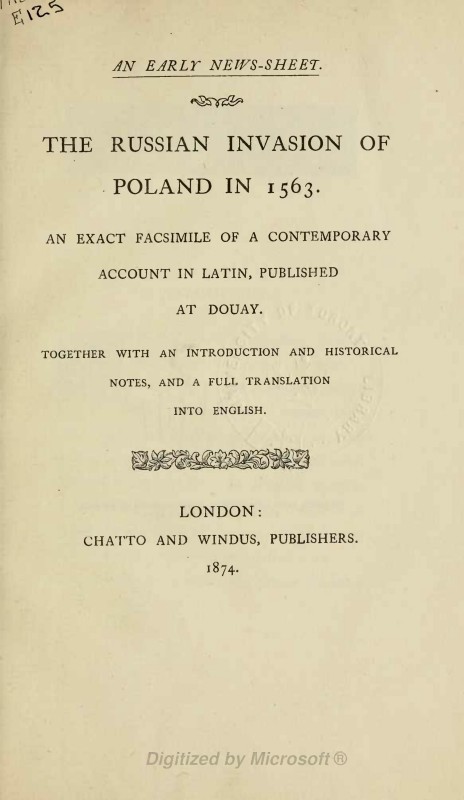 E125
AN EARLY NEWS-SHEET.
THE RUSSIAN INVASION OF
POLAND IN 1563.
AN EXACT FACSIMILE OF A CONTEMPORARY
ACCOUNT IN LATIN, PUBLISHED
AT DOUAY.
TOGETHER WITH AN INTRODUCTION AND HISTORICAL
NOTES, AND A FULL TRANSLATION
INTO ENGLISH.
LONDON:
CHATTO AND WINDUS, PUBLISHERS.
1874.
Digitized by Microsoft®